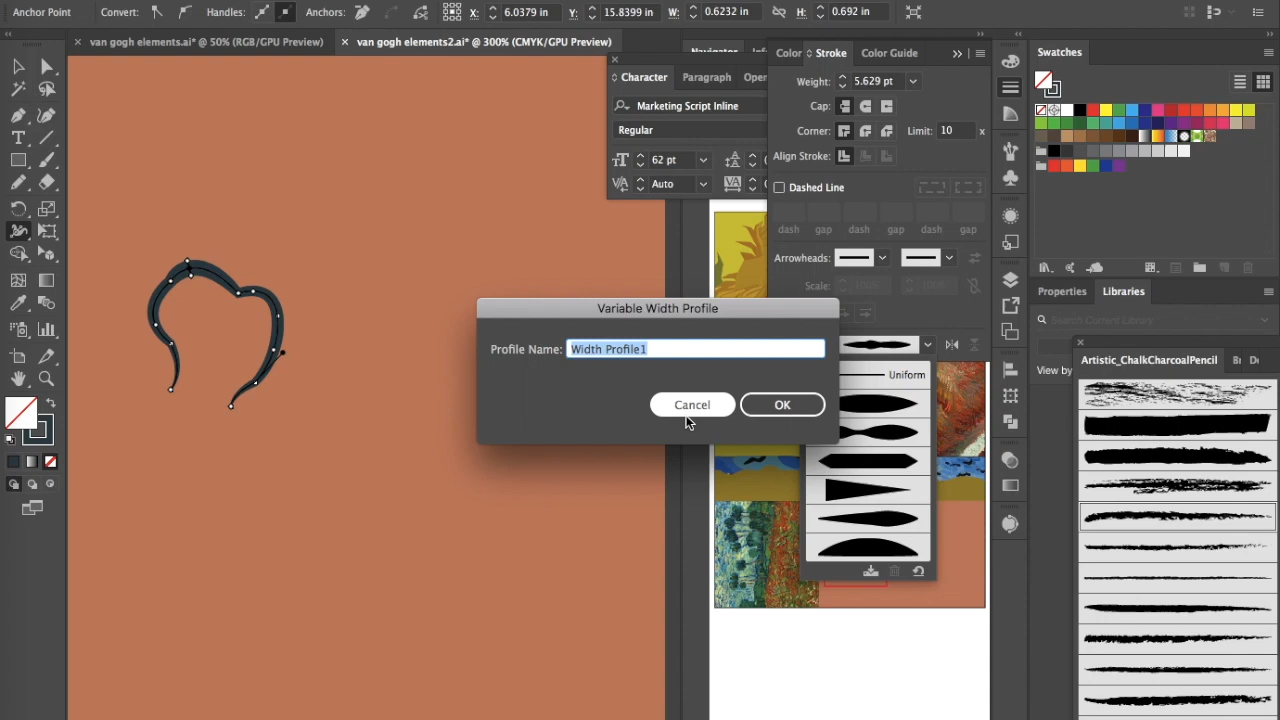 Anchor Point Convert: Handles: Anchors: X: 6.0379 in Y: 15.8399 in W: 0.6232 in H: 0.692 in
× van gogh elements.ai* @ 50% (RGB/GPU Preview) × van gogh elements2.ai* @ 300% (CMYK/GPU Preview)
Navigator Info
Character Paragraph Open
Marketing Script Inline
Regular
62 pt
Auto
Color Stroke Color Guide
Weight: 5.629 pt
Cap:
Corner: Limit: 10 x
Align Stroke:
Dashed Line
dash gap dash gap dash gap
Arrowheads:
Scale: 100% 100%
Uniform
Variable Width Profile
Profile Name: Width Profile1
Cancel OK
Swatches
Properties Libraries
Search Current Library
View by
Artistic_ChalkCharcoalPencil